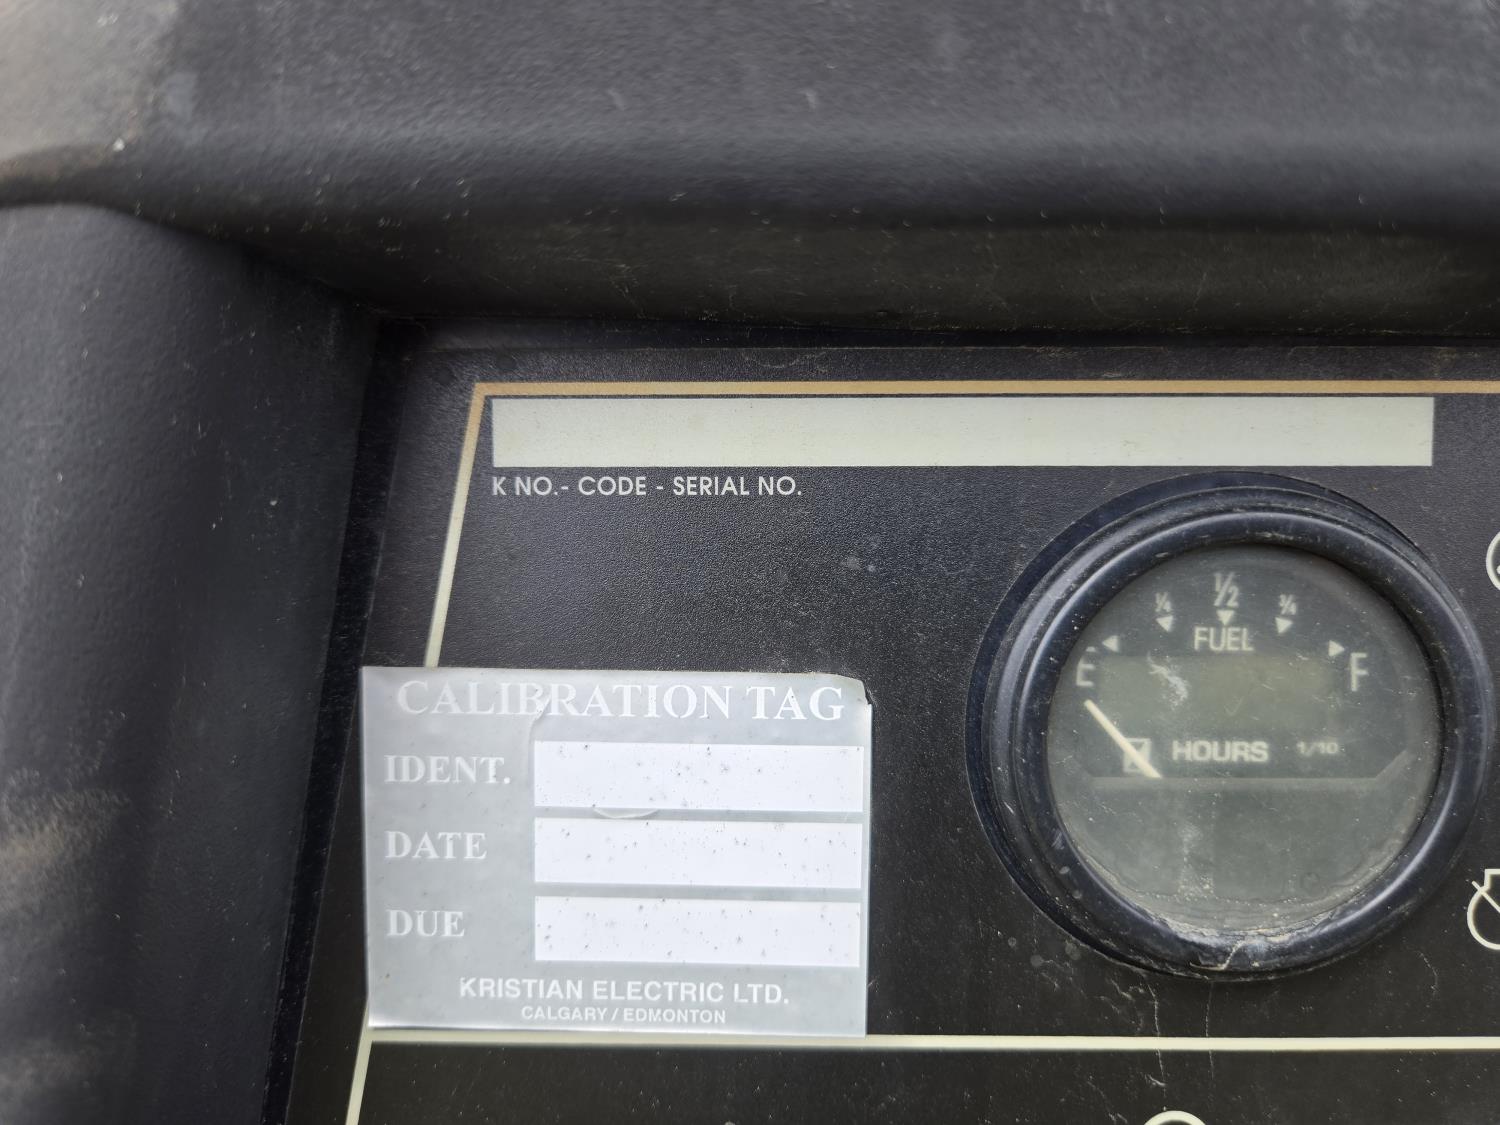 K NO.- CODE - SERIAL NO.
1/4 1/2 3/4
FUEL
E F
HOURS 1/10
CALIBRATION TAG
IDENT.
DATE
DUE
KRISTIAN ELECTRIC LTD.
CALGARY / EDMONTON